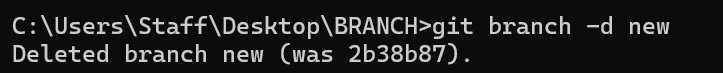 C:\Users\Staff\Desktop\BRANCH>git branch -d new
Deleted branch new (was 2b38b87).